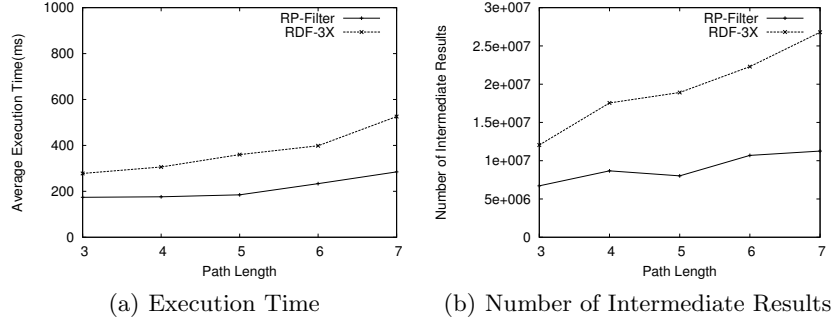 1000
800
600
400
200
0
3 4 5 6 7
Average Execution Time(ms)
Path Length
RP-Filter
RDF-3X
(a) Execution Time
3e+007
2.5e+007
2e+007
1.5e+007
1e+007
5e+006
0
3 4 5 6 7
Number of Intermediate Results
Path Length
RP-Filter
RDF-3X
(b) Number of Intermediate Results